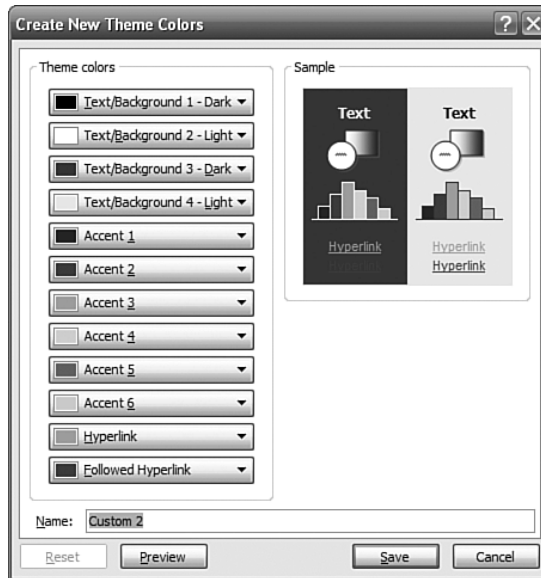 Create New Theme Colors
Theme colors
Text/Background 1 - Dark
Text/Background 2 - Light
Text/Background 3 - Dark
Text/Background 4 - Light
Accent 1
Accent 2
Accent 3
Accent 4
Accent 5
Accent 6
Hyperlink
Followed Hyperlink
Sample
Text Text
Hyperlink Hyperlink
Hyperlink Hyperlink
Name: Custom 2
Reset Preview Save Cancel